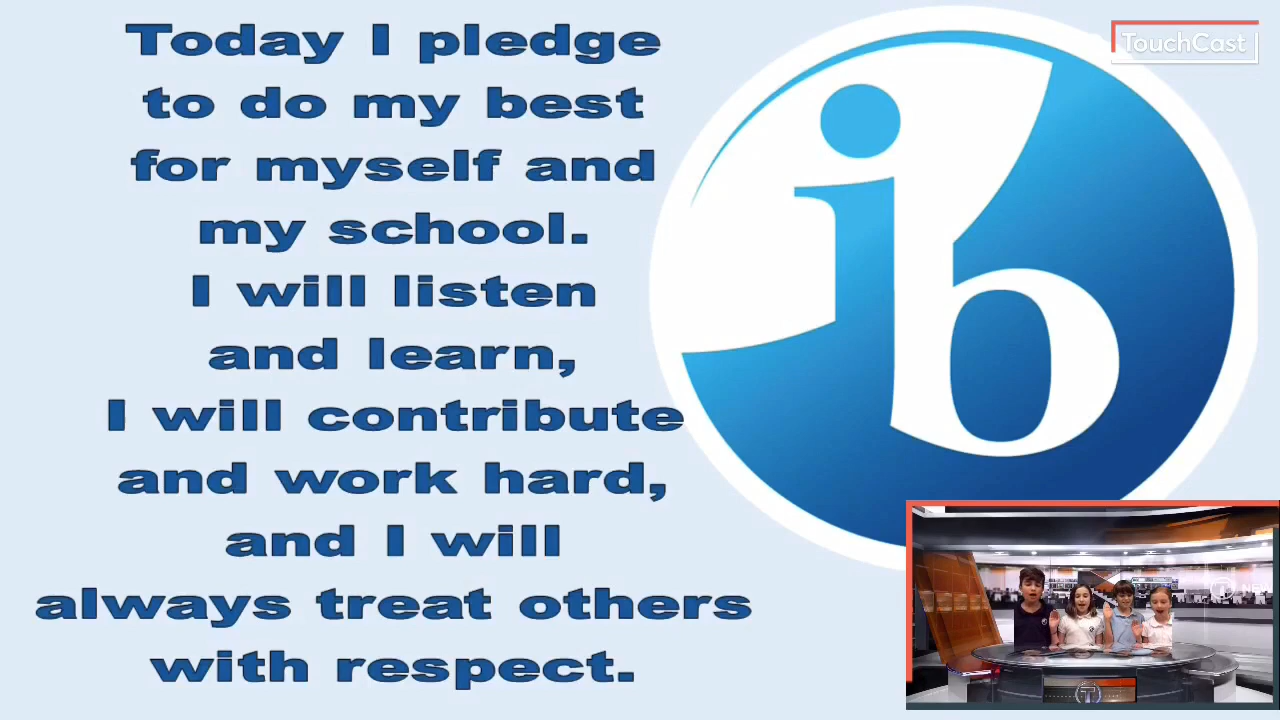 Today I pledge
to do my best
for myself and
my school.
I will listen
and learn,
I will contribute
and work hard,
and I will
always treat others
with respect.
ib
TouchCast
T